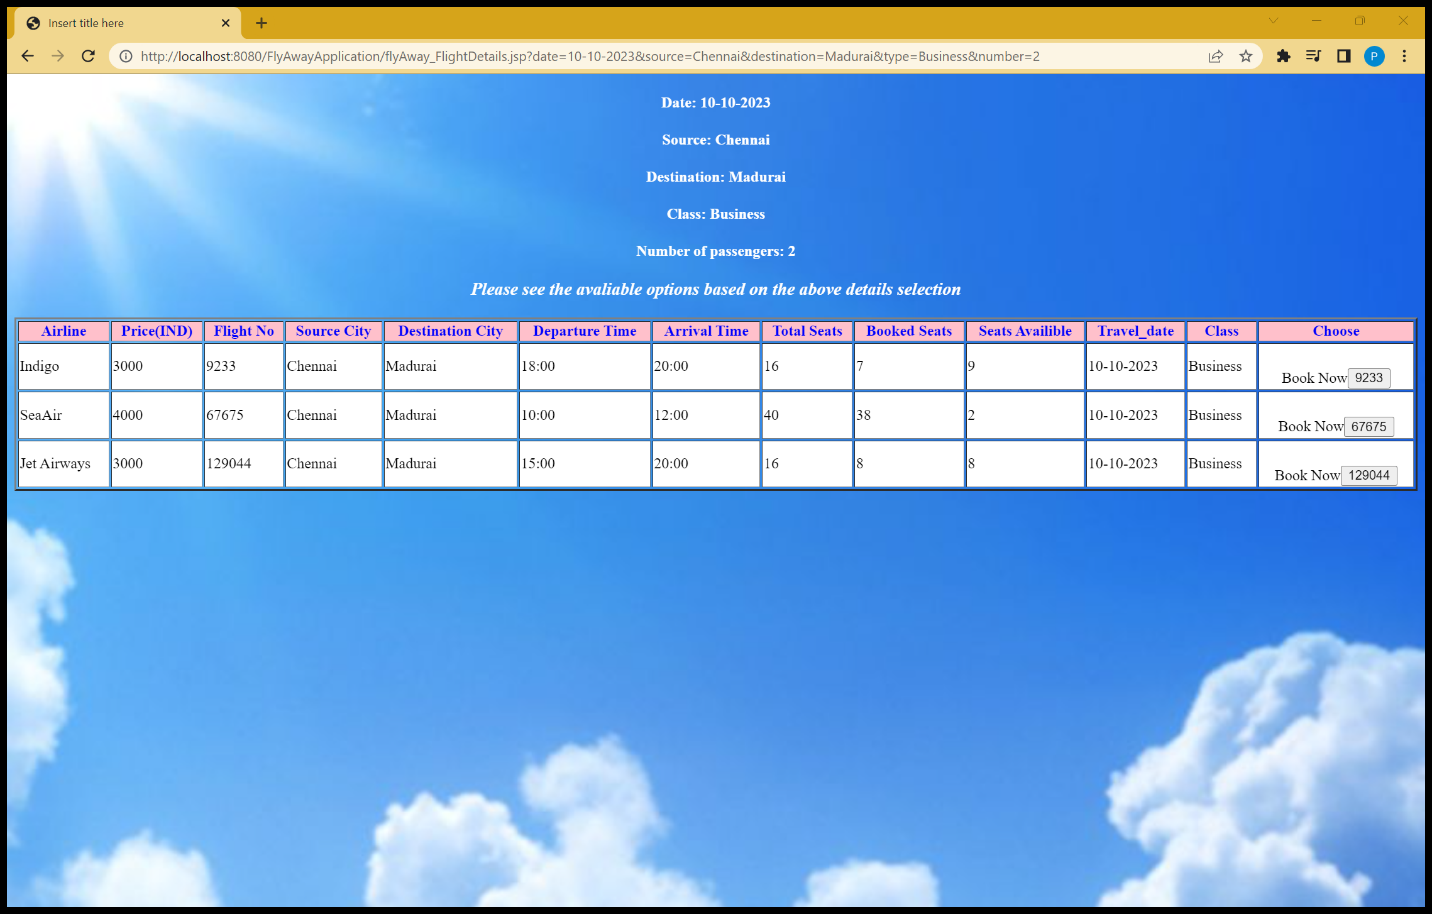 Insert title here
http://localhost:8080/FlyAwayApplication/flyAway_FlightDetails.jsp?date=10-10-2023&source=Chennai&destination=Madurai&type=Business&number=2
P
Date: 10-10-2023
Source: Chennai
Destination: Madurai
Class: Business
Number of passengers: 2
Please see the avaliable options based on the above details selection
Airline Price(IND) Flight No Source City Destination City Departure Time Arrival Time Total Seats Booked Seats Seats Availible Travel_date Class Choose
Indigo 3000 9233 Chennai Madurai 18:00 20:00 16 7 9 10-10-2023 Business Book Now 9233
SeaAir 4000 67675 Chennai Madurai 10:00 12:00 40 38 2 10-10-2023 Business Book Now 67675
Jet Airways 3000 129044 Chennai Madurai 15:00 20:00 16 8 8 10-10-2023 Business Book Now 129044